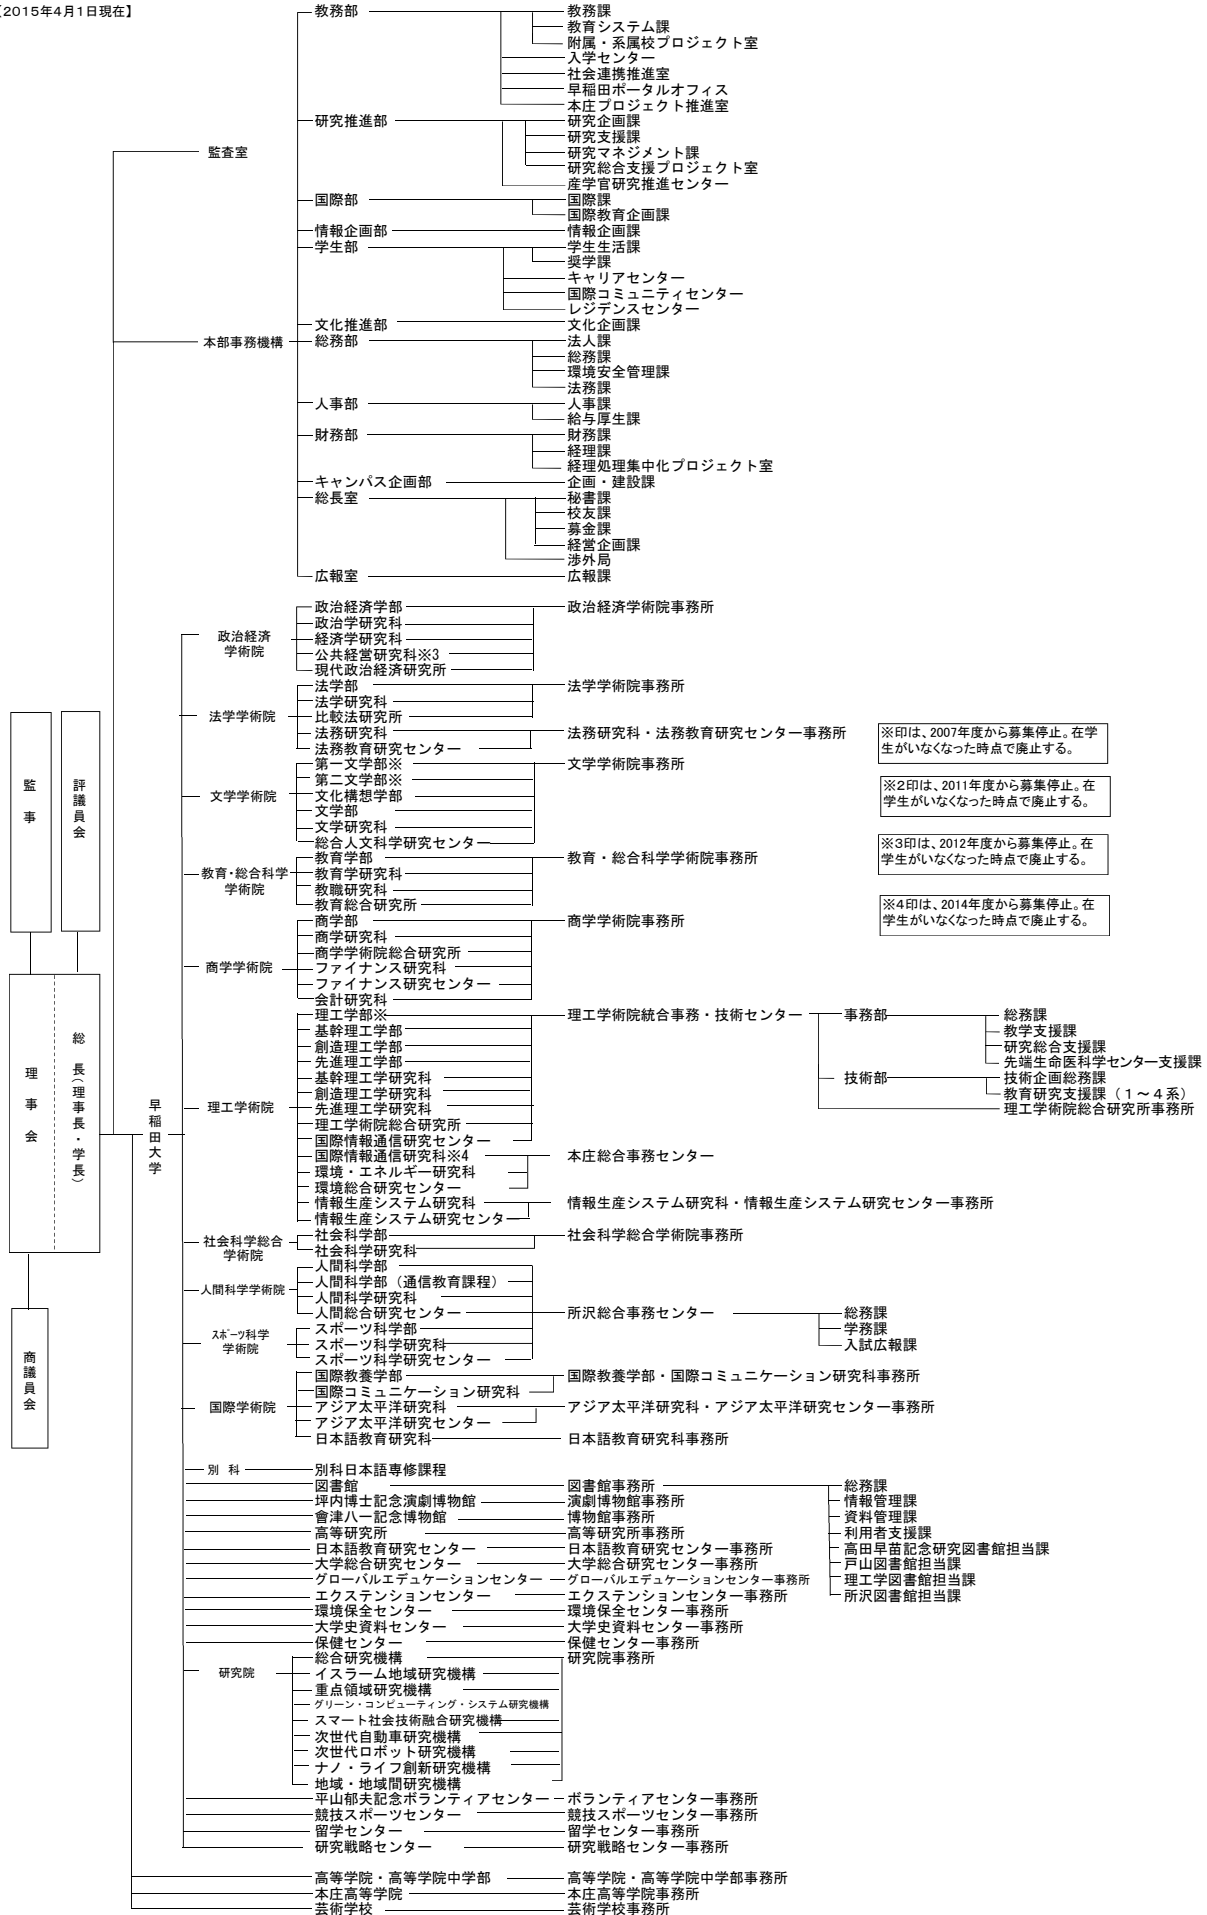 【2015年4月1日現在】
教務部 教務課
教育システム課
附属・系属校プロジェクト室
入学センター
社会連携推進室
早稲田ポータルオフィス
本庄プロジェクト推進室
研究推進部 研究企画課
研究支援課
監査室 研究マネジメント課
研究総合支援プロジェクト室
産学官研究推進センター
国際部 国際課
国際教育企画課
情報企画部 情報企画課
学生部 学生生活課
奨学課
キャリアセンター
国際コミュニティセンター
レジデンスセンター
文化推進部 文化企画課
本部事務機構 総務部 法人課
総務課
環境安全管理課
法務課
人事部 人事課
給与厚生課
財務部 財務課
経理課
経理処理集中化プロジェクト室
キャンパス企画部 企画・建設課
総長室 秘書課
校友課
募金課
経営企画課
渉外局
広報室 広報課
政治経済学部 政治経済学術院事務所
政治学研究科
政治経済
学術院
経済学研究科
公共経営研究科※3
現代政治経済研究所
法学部 法学学術院事務所
法学研究科
法学学術院 比較法研究所
法務研究科 法務研究科・法務教育研究センター事務所
法務教育研究センター
※印は、2007年度から募集停止。在学
生がいなくなった時点で廃止する。
第一文学部※ 文学学術院事務所
第二文学部※
文学学術院 文化構想学部
文学部
文学研究科
総合人文科学研究センター
※2印は、2011年度から募集停止。在
学生がいなくなった時点で廃止する。
監事
評議員会
教育学部 教育・総合科学学術院事務所
教育・総合科学
学術院
教育学研究科
教職研究科
教育総合研究所
※3印は、2012年度から募集停止。在
学生がいなくなった時点で廃止する。
商学部 商学学術院事務所
商学研究科
商学学術院総合研究所
商学学術院 ファイナンス研究科
ファイナンス研究センター
会計研究科
※4印は、2014年度から募集停止。在
学生がいなくなった時点で廃止する。
理工学部※ 理工学術院統合事務・技術センター 事務部 総務課
基幹理工学部 教学支援課
創造理工学部 研究総合支援課
先進理工学部 先端生命医科学センター支援課
基幹理工学研究科 技術部 技術企画総務課
創造理工学研究科 教育研究支援課(1~4系)
理工学術院 先進理工学研究科 理工学術院総合研究所事務所
理工学術院総合研究所
国際情報通信研究センター
国際情報通信研究科※4 本庄総合事務センター
環境・エネルギー研究科
環境総合研究センター
情報生産システム研究科 情報生産システム研究科・情報生産システム研究センター事務所
情報生産システム研究センター
理事会
総長(理事長・学長)
早稲田大学
社会科学総合
学術院
社会科学部 社会科学総合学術院事務所
社会科学研究科
人間科学部
人間科学学術院 人間科学部(通信教育課程)
人間科学研究科
人間総合研究センター 所沢総合事務センター 総務課
スポーツ科学
学術院
スポーツ科学部 学務課
スポーツ科学研究科 入試広報課
スポーツ科学研究センター
商議員会
国際教養学部 国際教養学部・国際コミュニケーション研究科事務所
国際コミュニケーション研究科
国際学術院 アジア太平洋研究科 アジア太平洋研究科・アジア太平洋研究センター事務所
アジア太平洋研究センター
日本語教育研究科 日本語教育研究科事務所
別 科 別科日本語専修課程
図書館 図書館事務所 総務課
坪内博士記念演劇博物館 演劇博物館事務所 情報管理課
會津八一記念博物館 博物館事務所 資料管理課
高等研究所 高等研究所事務所 利用者支援課
日本語教育研究センター 日本語教育研究センター事務所 高田早苗記念研究図書館担当課
大学総合研究センター 大学総合研究センター事務所 戸山図書館担当課
グローバルエデュケーションセンター グローバルエデュケーションセンター事務所 理工学図書館担当課
エクステンションセンター エクステンションセンター事務所 所沢図書館担当課
環境保全センター 環境保全センター事務所
大学史資料センター 大学史資料センター事務所
保健センター 保健センター事務所
総合研究機構 研究院事務所
研究院 イスラーム地域研究機構
重点領域研究機構
グリーン・コンピューティング・システム研究機構
スマート社会技術融合研究機構
次世代自動車研究機構
次世代ロボット研究機構
ナノ・ライフ創新研究機構
地域・地域間研究機構
平山郁夫記念ボランティアセンター ボランティアセンター事務所
競技スポーツセンター 競技スポーツセンター事務所
留学センター 留学センター事務所
研究戦略センター 研究戦略センター事務所
高等学院・高等学院中学部 高等学院・高等学院中学部事務所
本庄高等学院 本庄高等学院事務所
芸術学校 芸術学校事務所